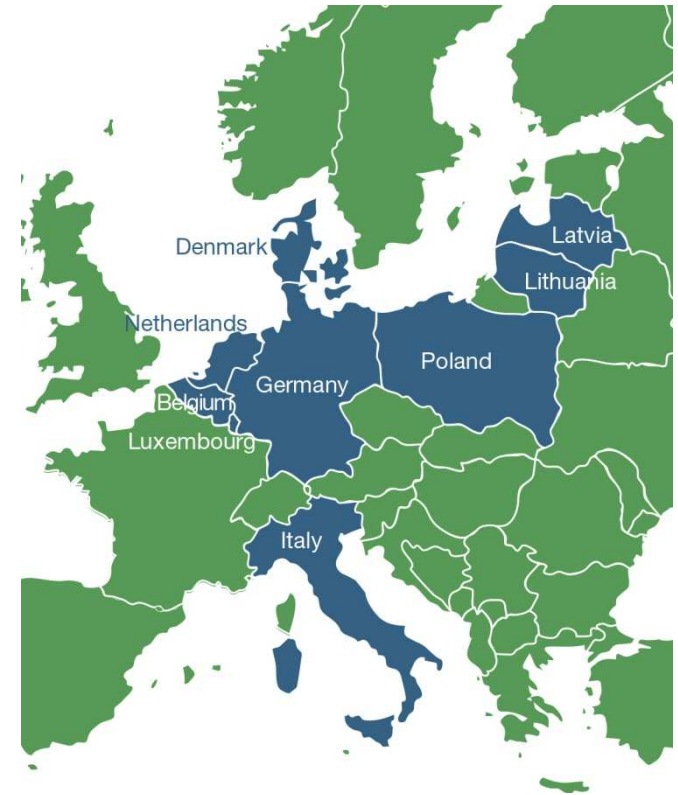 Latvia
Denmark
Lithuania
Netherlands
Poland
Germany
Belgium
Luxembourg
Italy